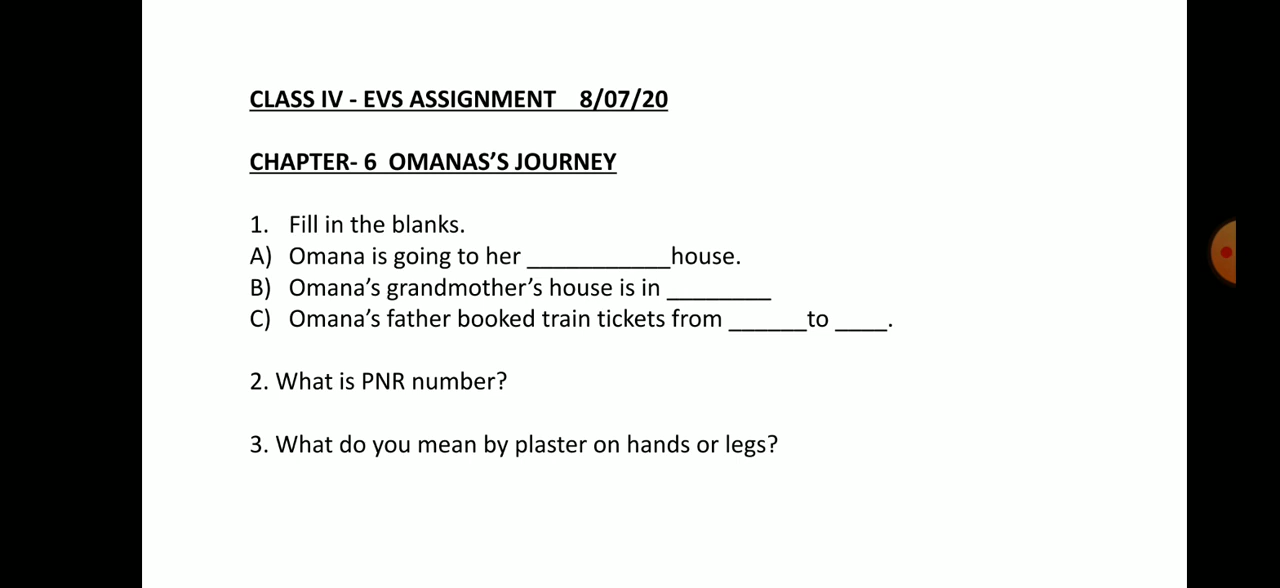 CLASS IV - EVS ASSIGNMENT 8/07/20
CHAPTER- 6 OMANAS’S JOURNEY
1. Fill in the blanks.
A) Omana is going to her ___________house.
B) Omana’s grandmother’s house is in ________
C) Omana’s father booked train tickets from ______to ____.
2. What is PNR number?
3. What do you mean by plaster on hands or legs?